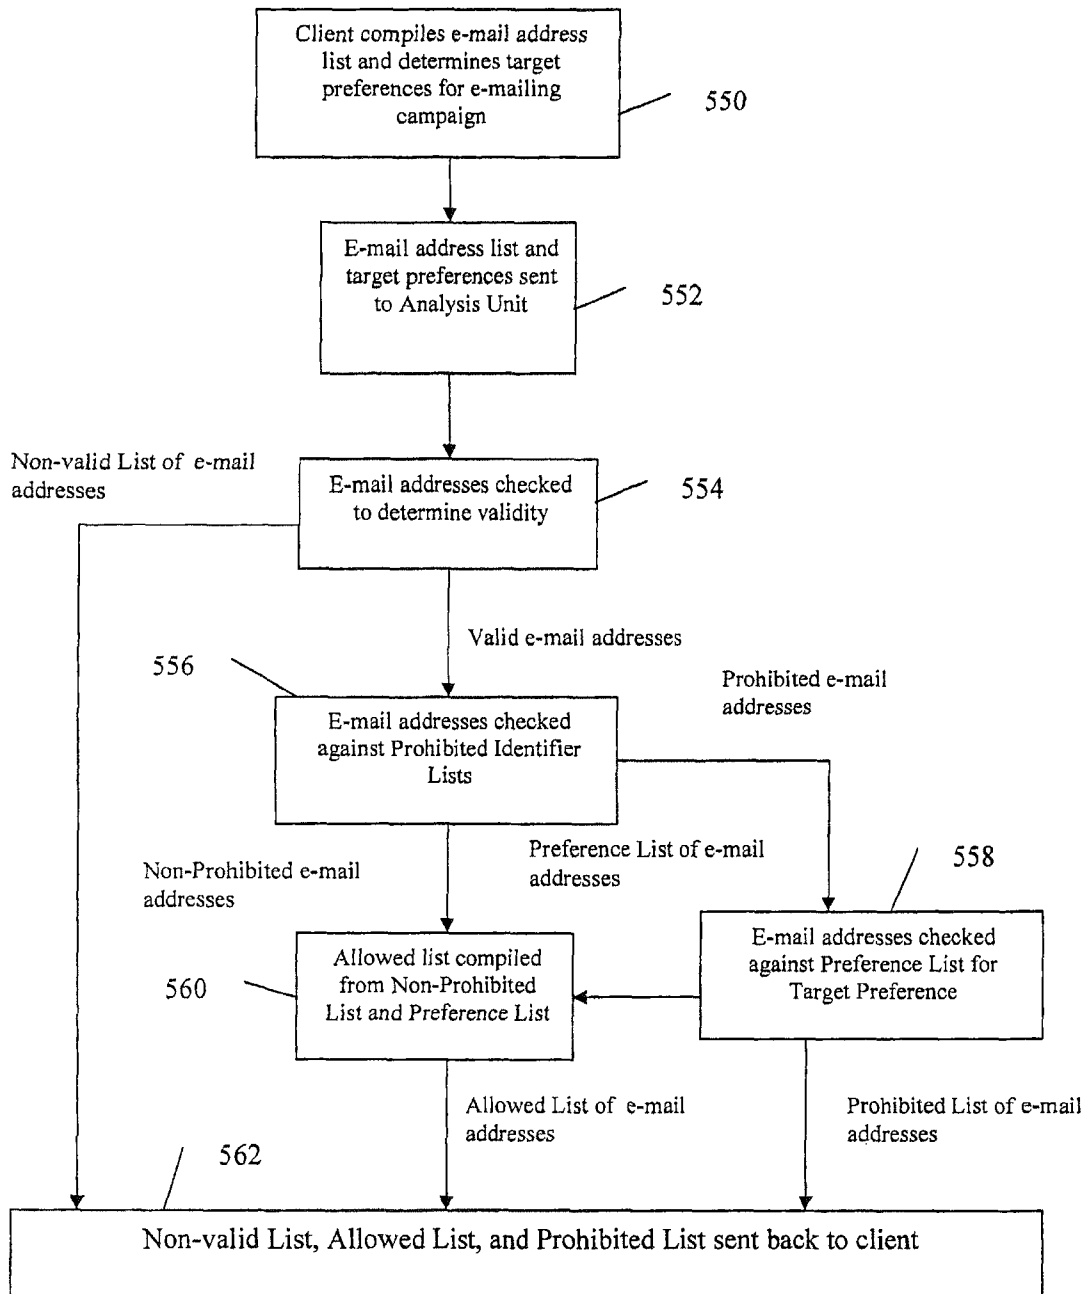 Client compiles e-mail address
list and determines target
preferences for e-mailing
campaign
550
E-mail address list and
target preferences sent
to Analysis Unit
552
Non-valid List of e-mail
addresses
E-mail addresses checked
to determine validity
554
Valid e-mail addresses
556
Prohibited e-mail
addresses
E-mail addresses checked
against Prohibited Identifier
Lists
Non-Prohibited e-mail
addresses
Preference List of e-mail
addresses
558
E-mail addresses checked
against Preference List for
Target Preference
560
Allowed list compiled
from Non-Prohibited
List and Preference List
Allowed List of e-mail
addresses
Prohibited List of e-mail
addresses
562
Non-valid List, Allowed List, and Prohibited List sent back to client